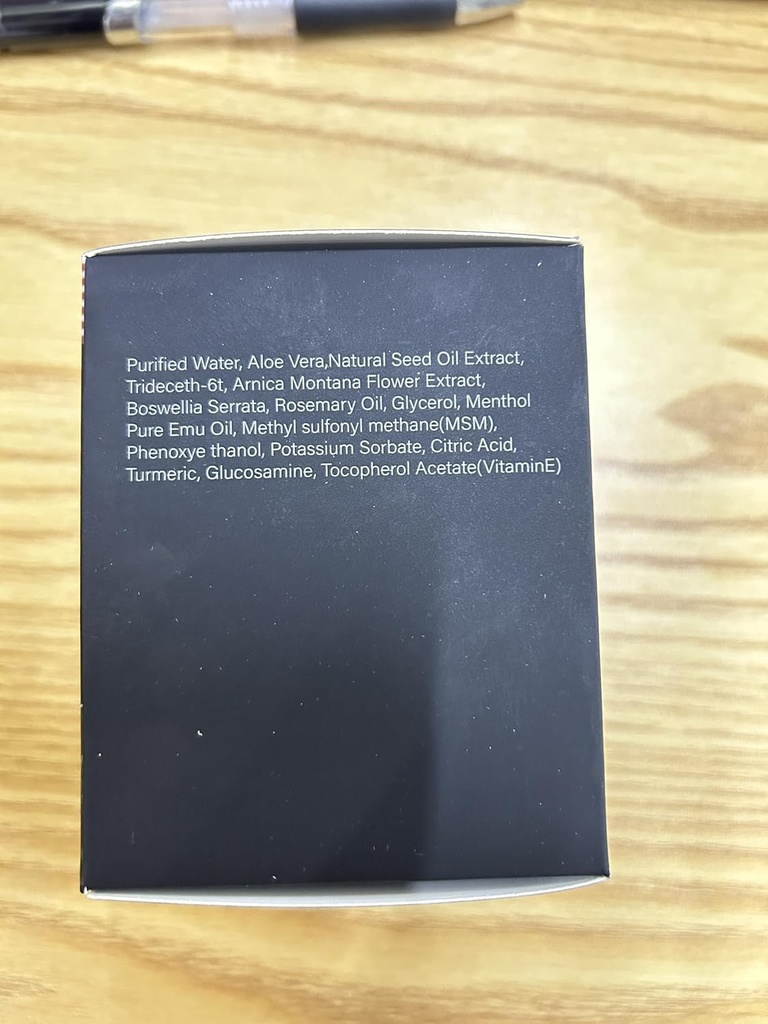 Purified Water, Aloe Vera,Natural Seed Oil Extract,
Trideceth-6t, Arnica Montana Flower Extract,
Boswellia Serrata, Rosemary Oil, Glycerol, Menthol
Pure Emu Oil, Methyl sulfonyl methane(MSM),
Phenoxye thanol, Potassium Sorbate, Citric Acid,
Turmeric, Glucosamine, Tocopherol Acetate(VitaminE)